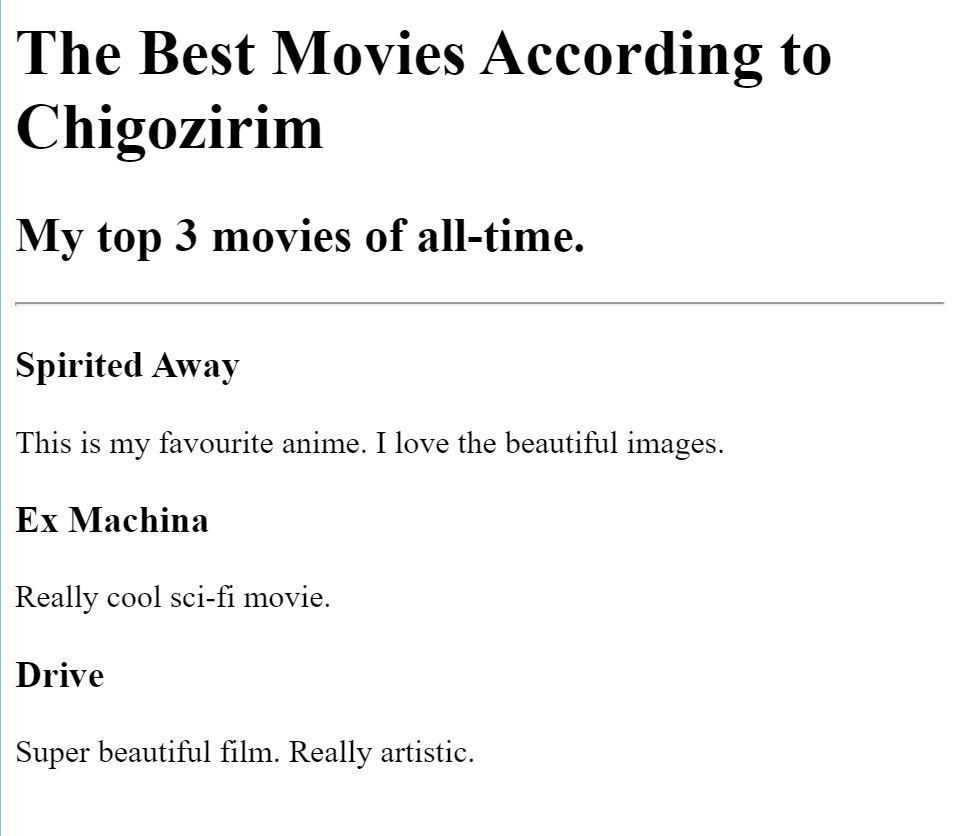 The Best Movies According to
Chigozirim
My top 3 movies of all-time.
Spirited Away
This is my favourite anime. I love the beautiful images.
Ex Machina
Really cool sci-fi movie.
Drive
Super beautiful film. Really artistic.